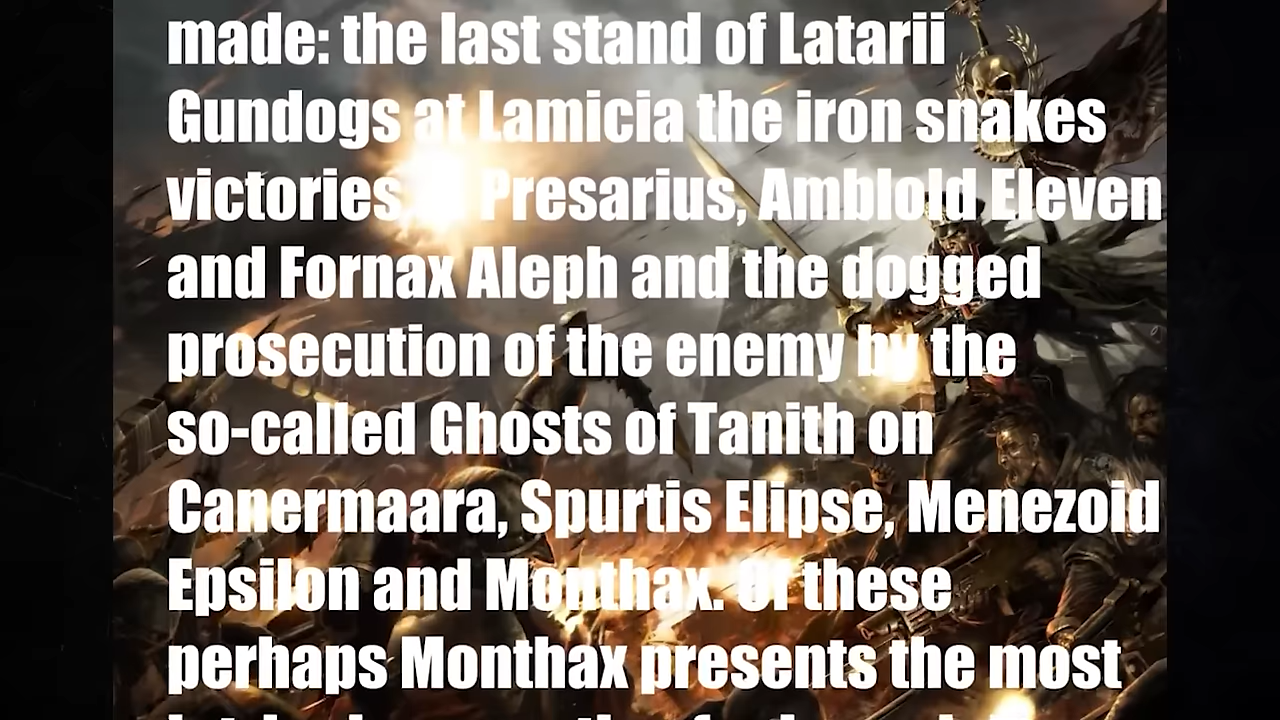 made: the last stand of Latarii
Gundogs at Lamicia the iron snakes
victories Presarius, Amblold Eleven
and Fornax Aleph and the dogged
prosecution of the enemy by the
so-called Ghosts of Tanith on
Canermaara, Spurtis Elipse, Menezoid
Epsilon and Monthax. Of these
perhaps Monthax presents the most